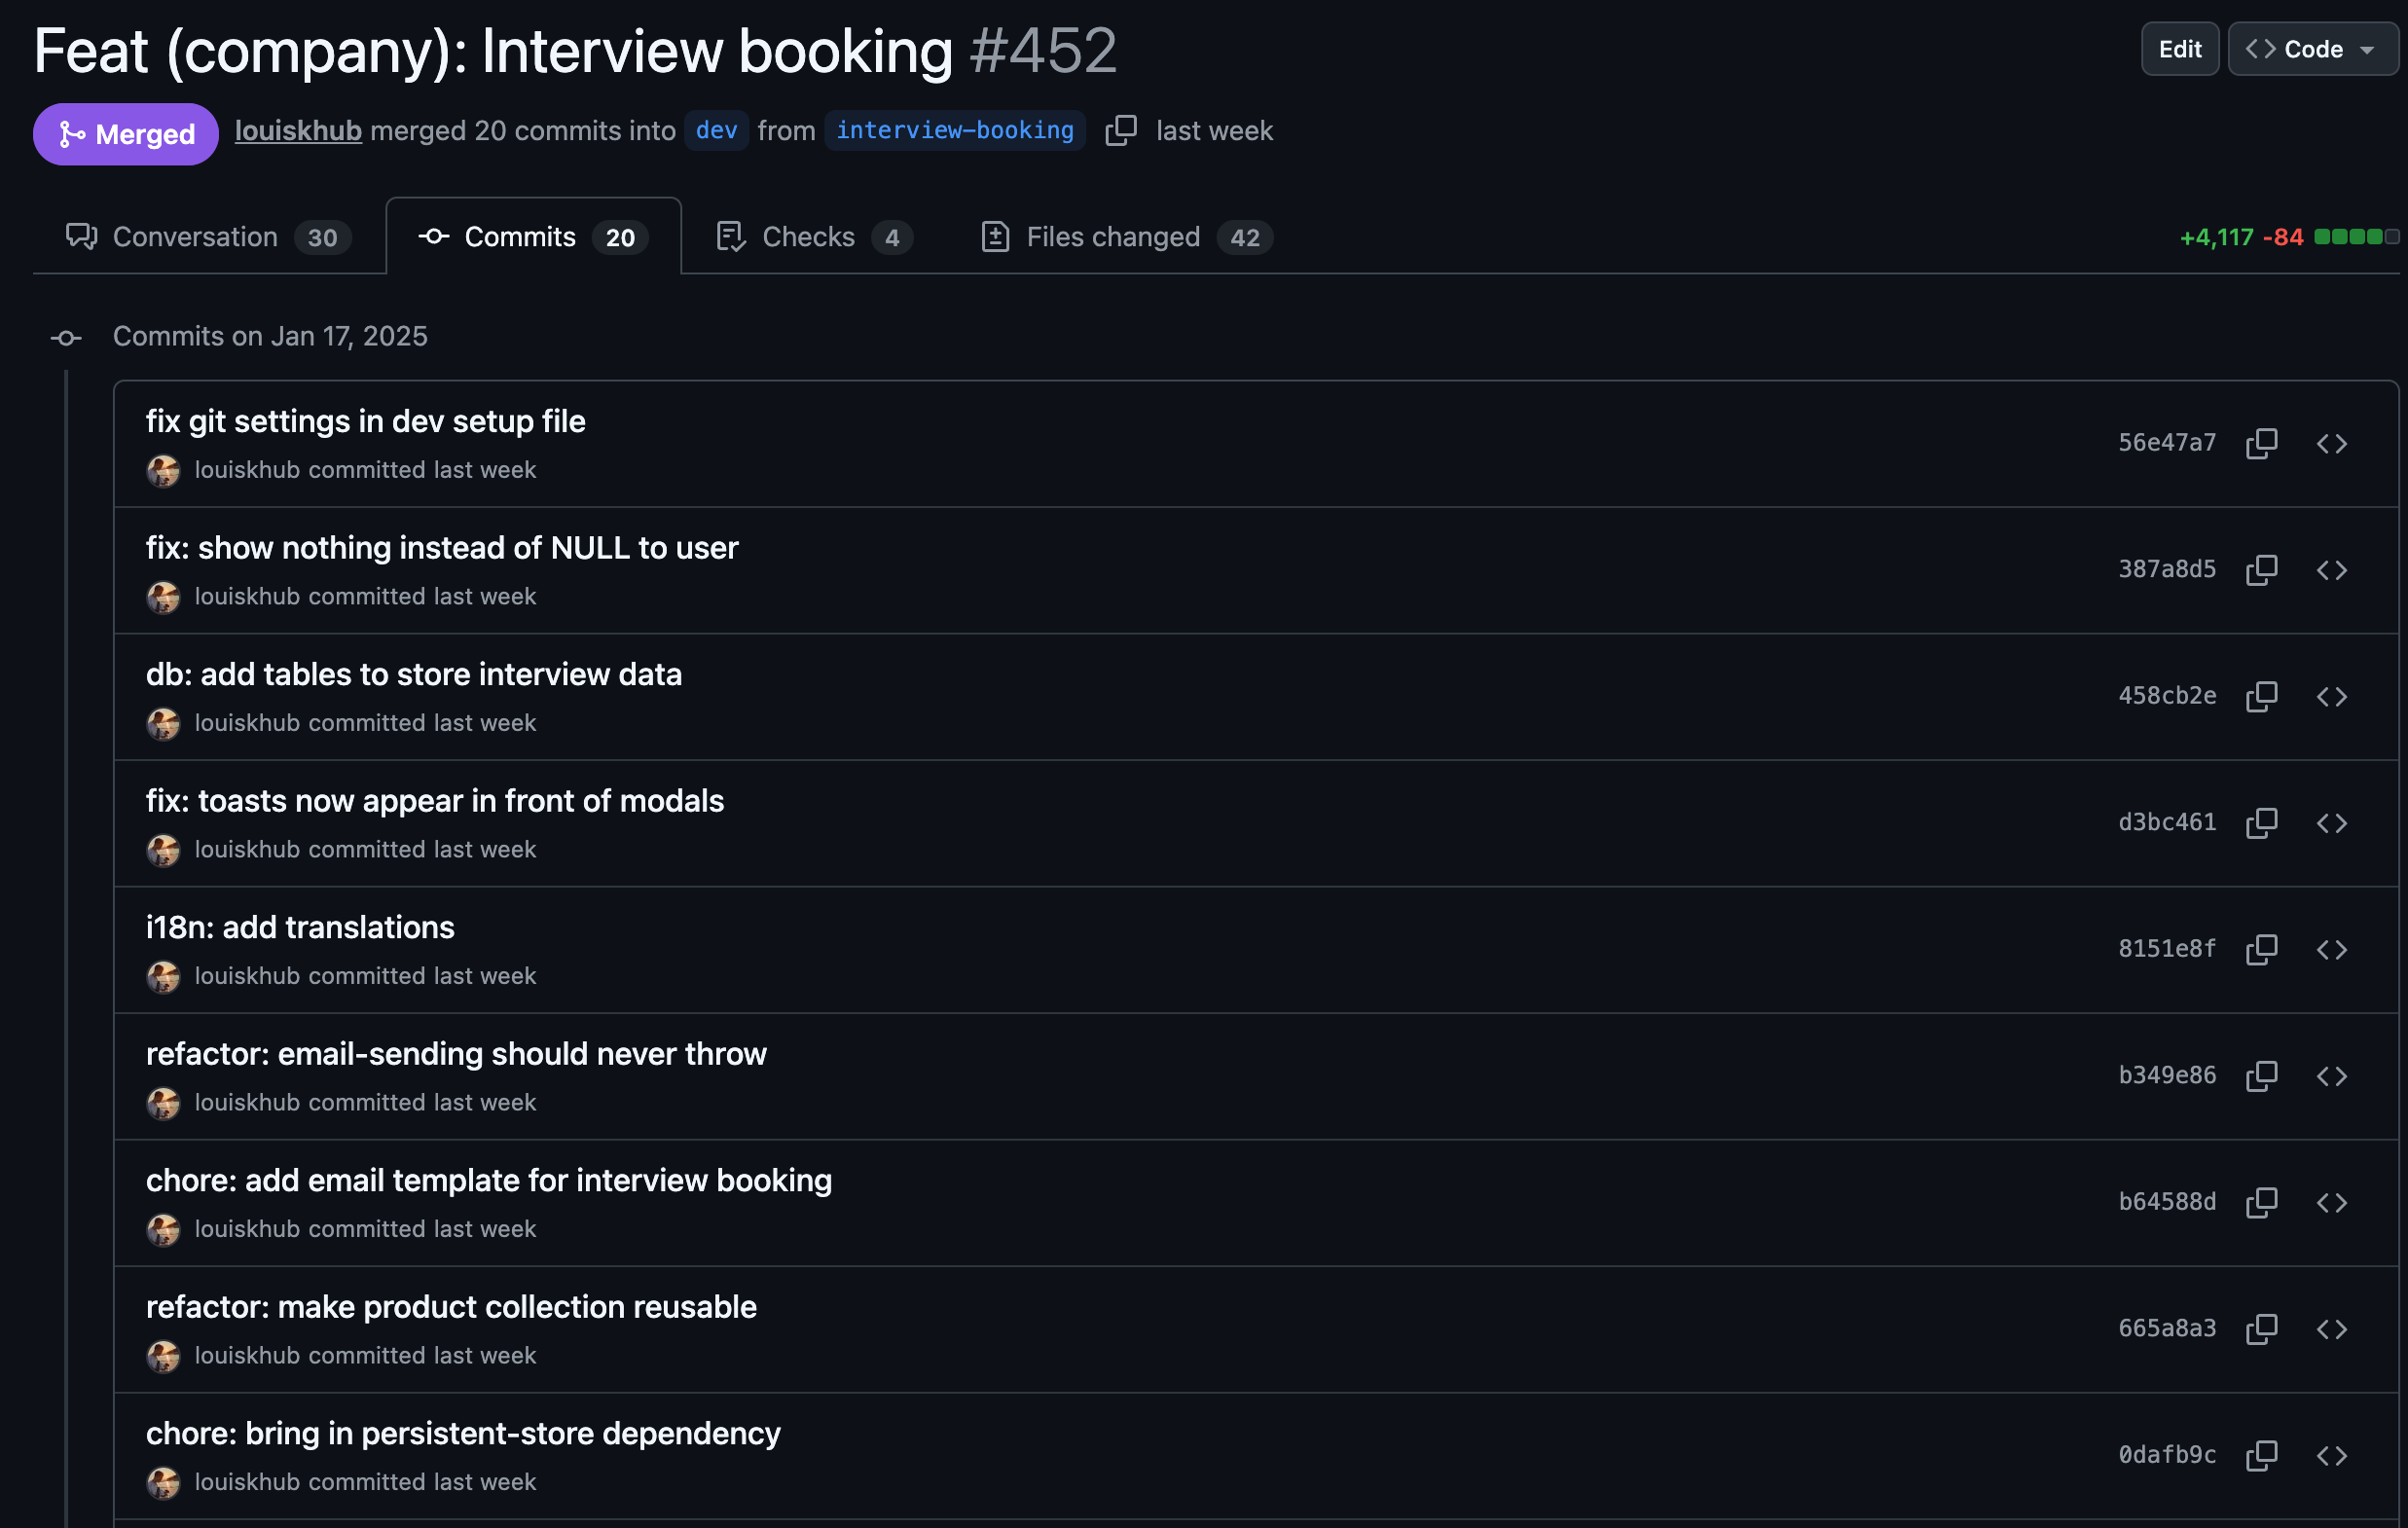 Feat (company): Interview booking #452
Edit
Code
Merged
louiskhub merged 20 commits into dev from interview-booking last week
Conversation 30
Commits 20
Checks 4
Files changed 42
+4,117 -84
Commits on Jan 17, 2025
fix git settings in dev setup file
louiskhub committed last week
56e47a7
fix: show nothing instead of NULL to user
louiskhub committed last week
387a8d5
db: add tables to store interview data
louiskhub committed last week
458cb2e
fix: toasts now appear in front of modals
louiskhub committed last week
d3bc461
i18n: add translations
louiskhub committed last week
8151e8f
refactor: email-sending should never throw
louiskhub committed last week
b349e86
chore: add email template for interview booking
louiskhub committed last week
b64588d
refactor: make product collection reusable
louiskhub committed last week
665a8a3
chore: bring in persistent-store dependency
louiskhub committed last week
0dafb9c